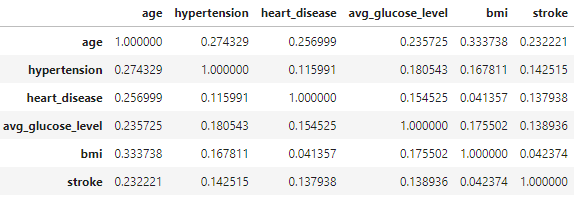 age hypertension heart_disease avg_glucose_level bmi stroke
age 1.000000 0.274329 0.256999 0.235725 0.333738 0.232221
hypertension 0.274329 1.000000 0.115991 0.180543 0.167811 0.142515
heart_disease 0.256999 0.115991 1.000000 0.154525 0.041357 0.137938
avg_glucose_level 0.235725 0.180543 0.154525 1.000000 0.175502 0.138936
bmi 0.333738 0.167811 0.041357 0.175502 1.000000 0.042374
stroke 0.232221 0.142515 0.137938 0.138936 0.042374 1.000000